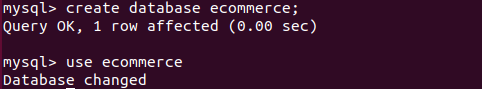 mysql> create database ecommerce;
Query OK, 1 row affected (0.00 sec)
mysql> use ecommerce
Database changed